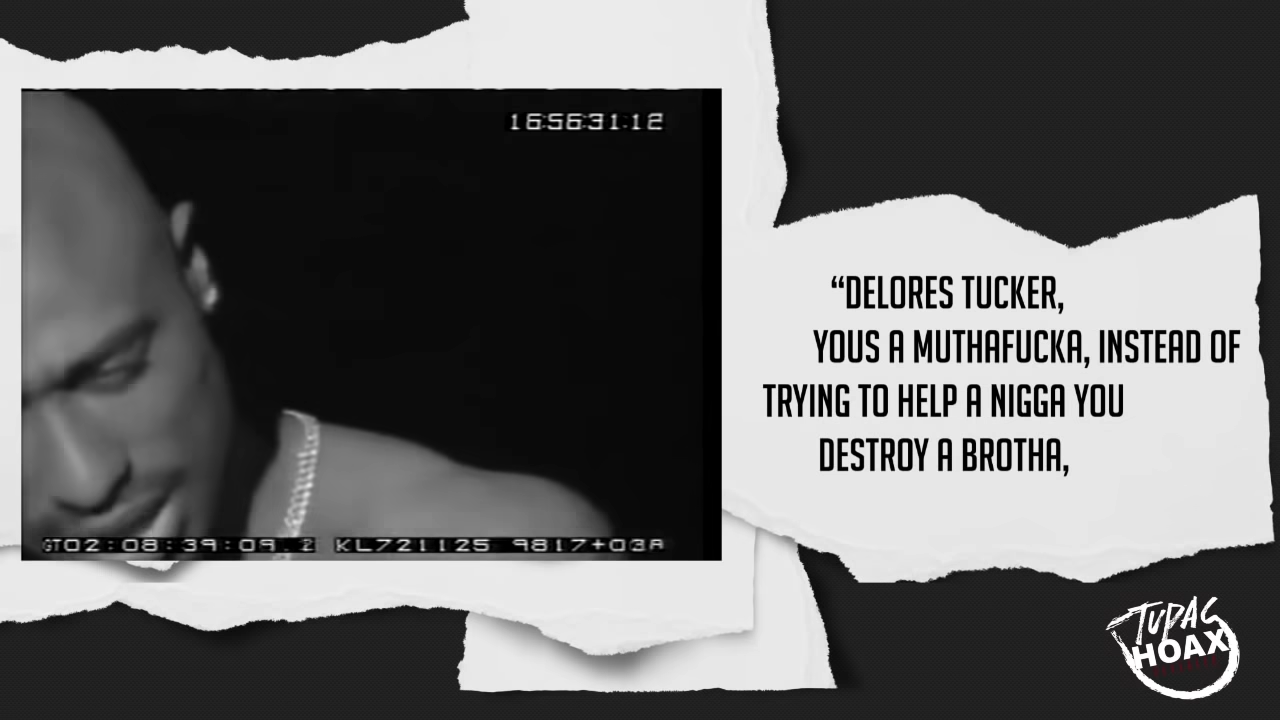 16:56:31:12
“DELORES TUCKER,
YOUS A MUTHAFUCKA, INSTEAD OF
TRYING TO HELP A NIGGA YOU
DESTROY A BROTHA,
GT02:08:39:09.2 KL721125 9817+03A
TUPAC
HOAX